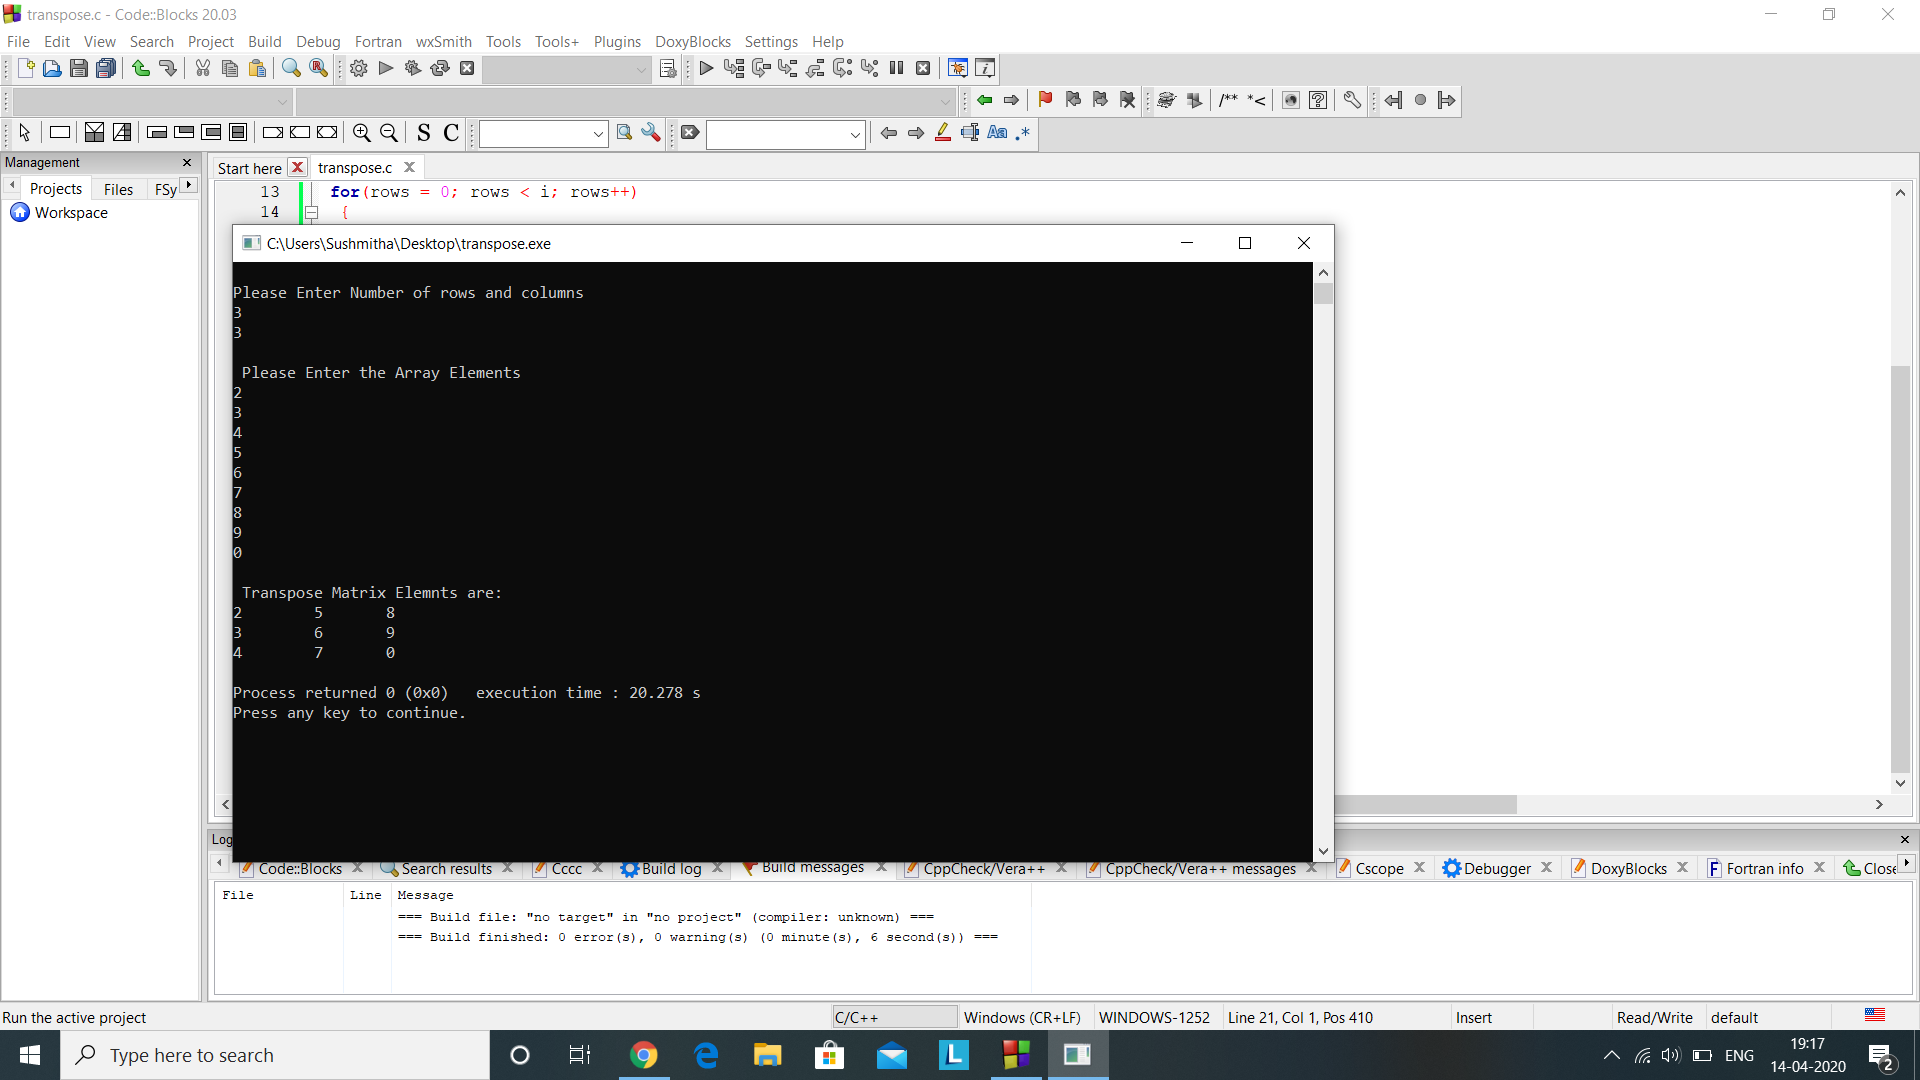 transpose.c - Code::Blocks 20.03
File Edit View Search Project Build Debug Fortran wxSmith Tools Tools+ Plugins DoxyBlocks Settings Help
/** *<
S C
Aa .*
Management
Start here transpose.c
Projects Files FSy
Workspace
13 for(rows = 0; rows < i; rows++)
14 {
C:\Users\Sushmitha\Desktop\transpose.exe
Please Enter Number of rows and columns
3
3
Please Enter the Array Elements
2
3
4
5
6
7
8
9
0
Transpose Matrix Elemnts are:
2 5 8
3 6 9
4 7 0
Process returned 0 (0x0) execution time : 20.278 s
Press any key to continue.
Log
Code::Blocks Search results Cccc Build log Build messages CppCheck/Vera++ CppCheck/Vera++ messages Cscope Debugger DoxyBlocks Fortran info Close
File Line Message
=== Build file: "no target" in "no project" (compiler: unknown) ===
=== Build finished: 0 error(s), 0 warning(s) (0 minute(s), 6 second(s)) ===
Run the active project C/C++ Windows (CR+LF) WINDOWS-1252 Line 21, Col 1, Pos 410 Insert Read/Write default
Type here to search
L
ENG
19:17
14-04-2020
2